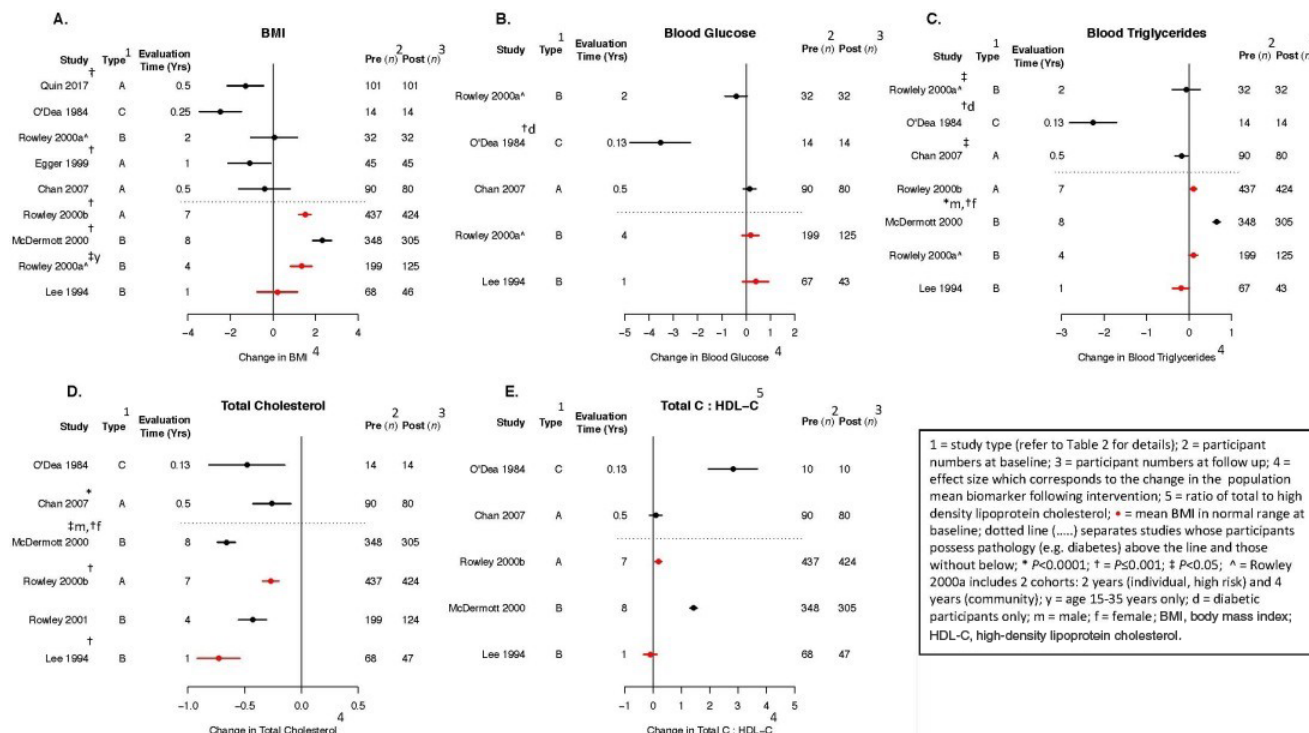 A.
BMI
Study † Type 1 Evaluation Time (Yrs) Pre (n) 2 Post (n) 3
Quin 2017 † A 0.5 101 101
O'Dea 1984 C 0.25 14 14
Rowley 2000a^ B 2 32 32
Egger 1999 † A 1 45 45
Chan 2007 A 0.5 90 80
Rowley 2000b † A 7 437 424
McDermott 2000 † B 8 348 305
Rowley 2000a^ ‡y B 4 199 125
Lee 1994 B 1 68 46
−4 −2 0 2 4
Change in BMI 4
B.
Blood Glucose
Study Type 1 Evaluation Time (Yrs) Pre (n) 2 Post (n) 3
Rowley 2000a^ B 2 32 32
O'Dea 1984 †d C 0.13 14 14
Chan 2007 A 0.5 90 80
Rowley 2000a^ B 4 199 125
Lee 1994 B 1 67 43
−5 −4 −3 −2 −1 0 1 2
Change in Blood Glucose 4
C.
Blood Triglycerides
Study Type 1 Evaluation Time (Yrs) Pre (n) 2 Post (n) 3
Rowlely 2000a^ ‡ B 2 32 32
O'Dea 1984 †d C 0.13 14 14
Chan 2007 ‡ A 0.5 90 80
Rowley 2000b A 7 437 424
McDermott 2000 *m,†f B 8 348 305
Rowlely 2000a^ B 4 199 125
Lee 1994 B 1 67 43
−3 −2 −1 0 1
Change in Blood Triglycerides 4
D.
Total Cholesterol
Study Type 1 Evaluation Time (Yrs) Pre (n) 2 Post (n) 3
O'Dea 1984 C 0.13 14 14
Chan 2007 * A 0.5 90 80
McDermott 2000 ‡m,†f B 8 348 305
Rowley 2000b † A 7 437 424
Rowley 2001 B 4 199 124
Lee 1994 † B 1 68 47
−1.0 −0.5 0.0 0.5
Change in Total Cholesterol 4
E.
Total C : HDL−C 5
Study Type 1 Evaluation Time (Yrs) Pre (n) 2 Post (n) 3
O'Dea 1984 C 0.13 10 10
Chan 2007 A 0.5 90 80
Rowley 2000b A 7 437 424
McDermott 2000 B 8 348 305
Lee 1994 B 1 68 47
−1 0 1 2 3 4 5
Change in Total C : HDL−C 4
1 = study type (refer to Table 2 for details); 2 = participant
numbers at baseline; 3 = participant numbers at follow up; 4 =
effect size which corresponds to the change in the population
mean biomarker following intervention; 5 = ratio of total to high
density lipoprotein cholesterol; • = mean BMI in normal range at
baseline; dotted line (.....) separates studies whose participants
possess pathology (e.g. diabetes) above the line and those
without below; * P<0.0001; † = P≤0.001; ‡ P<0.05; ^ = Rowley
2000a includes 2 cohorts: 2 years (individual, high risk) and 4
years (community); y = age 15-35 years only; d = diabetic
participants only; m = male; f = female; BMI, body mass index;
HDL-C, high-density lipoprotein cholesterol.